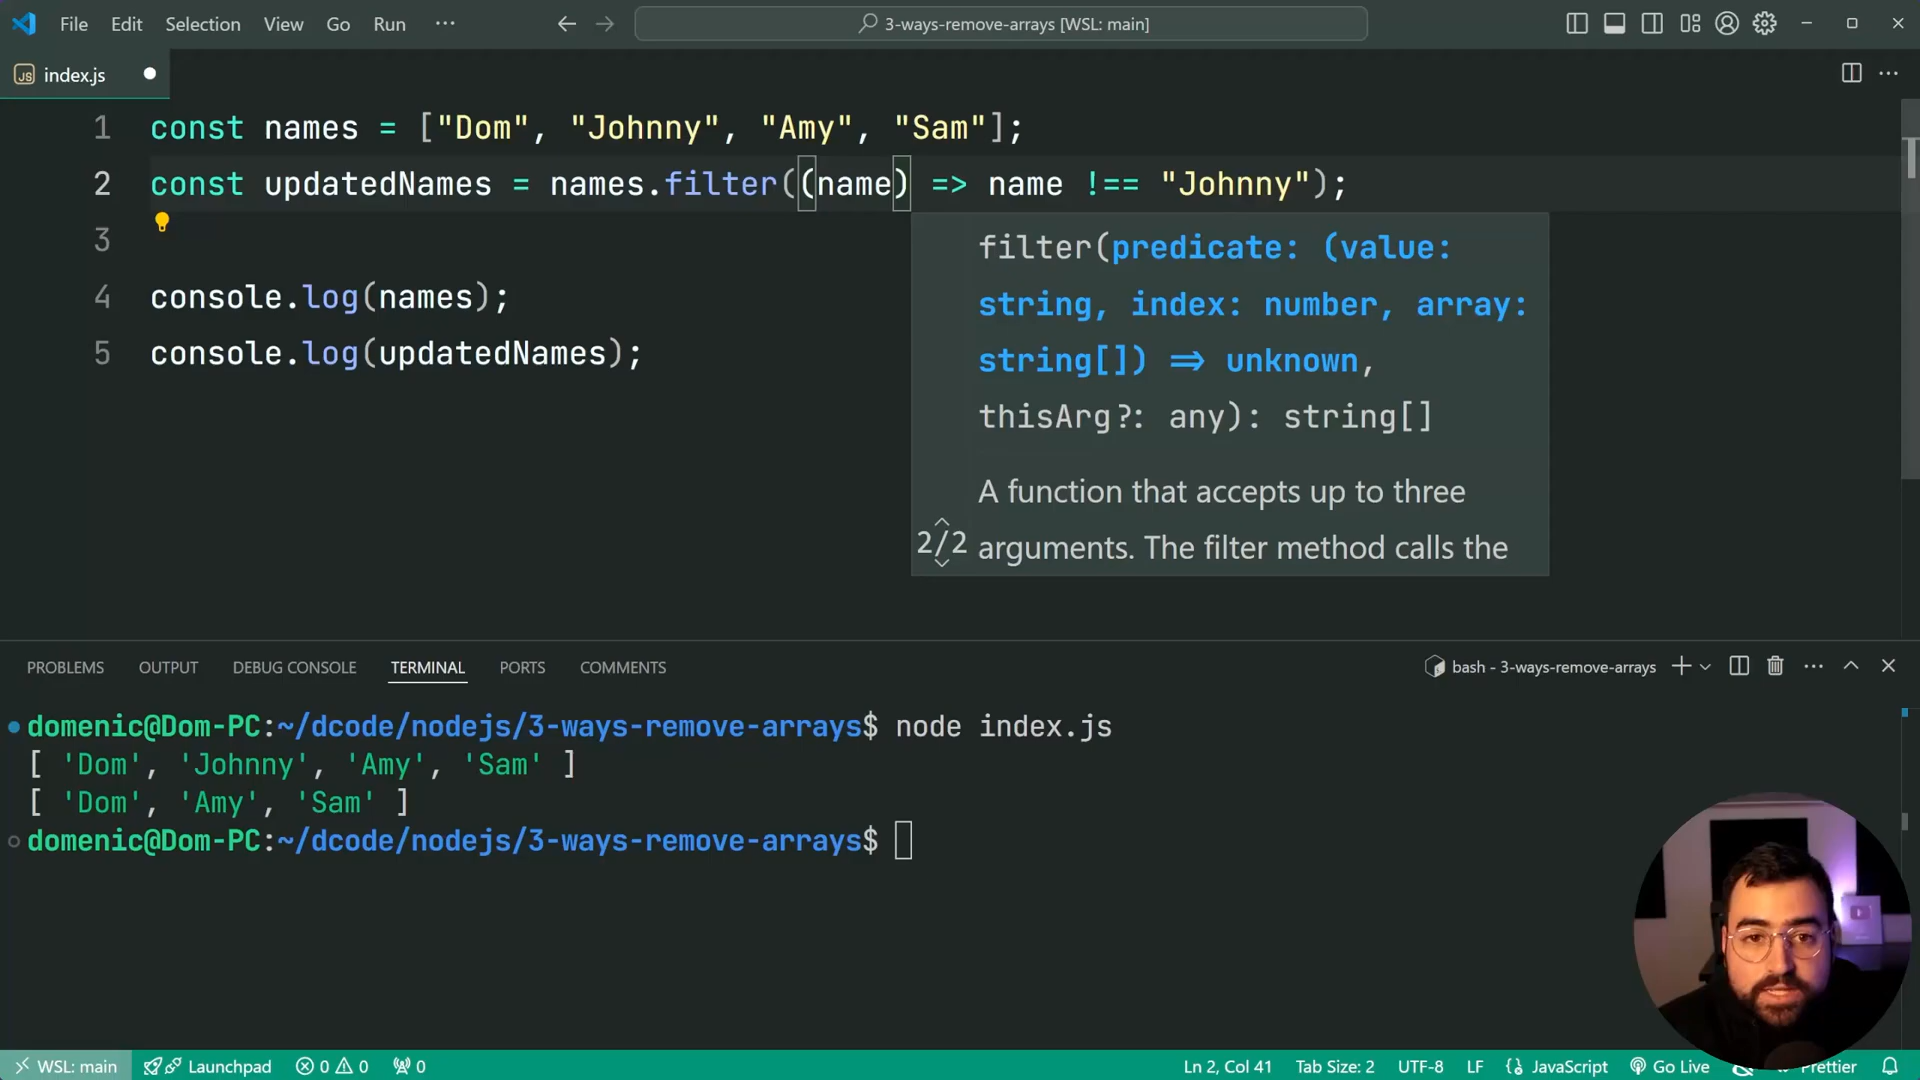 File Edit Selection View Go Run ···
3-ways-remove-arrays [WSL: main]
JS index.js
1 const names = ["Dom", "Johnny", "Amy", "Sam"];
2 const updatedNames = names.filter((name) => name !== "Johnny");
3
4 console.log(names);
5 console.log(updatedNames);
filter(predicate: (value:
string, index: number, array:
string[]) => unknown,
thisArg?: any): string[]
A function that accepts up to three
2/2 arguments. The filter method calls the
PROBLEMS OUTPUT DEBUG CONSOLE TERMINAL PORTS COMMENTS
bash - 3-ways-remove-arrays
domenic@Dom-PC:~/dcode/nodejs/3-ways-remove-arrays$ node index.js
[ 'Dom', 'Johnny', 'Amy', 'Sam' ]
[ 'Dom', 'Amy', 'Sam' ]
domenic@Dom-PC:~/dcode/nodejs/3-ways-remove-arrays$
WSL: main Launchpad 0 0 0 Ln 2, Col 41 Tab Size: 2 UTF-8 LF {} JavaScript Go Live Prettier